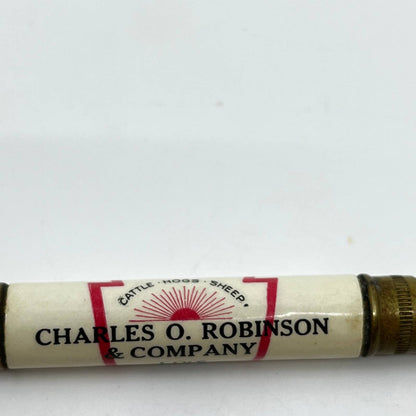 CATTLE · HOGS · SHEEP
CHARLES O. ROBINSON
& COMPANY